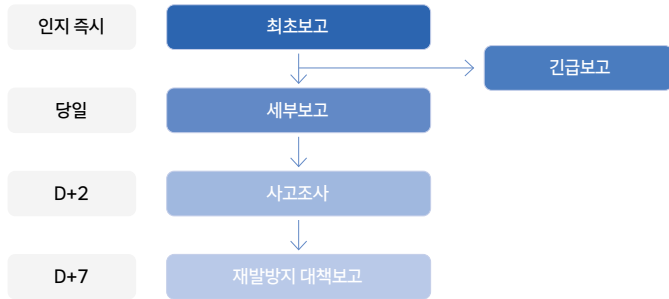 인지 즉시
최초보고
긴급보고
당일
세부보고
D+2
사고조사
D+7
재발방지 대책보고